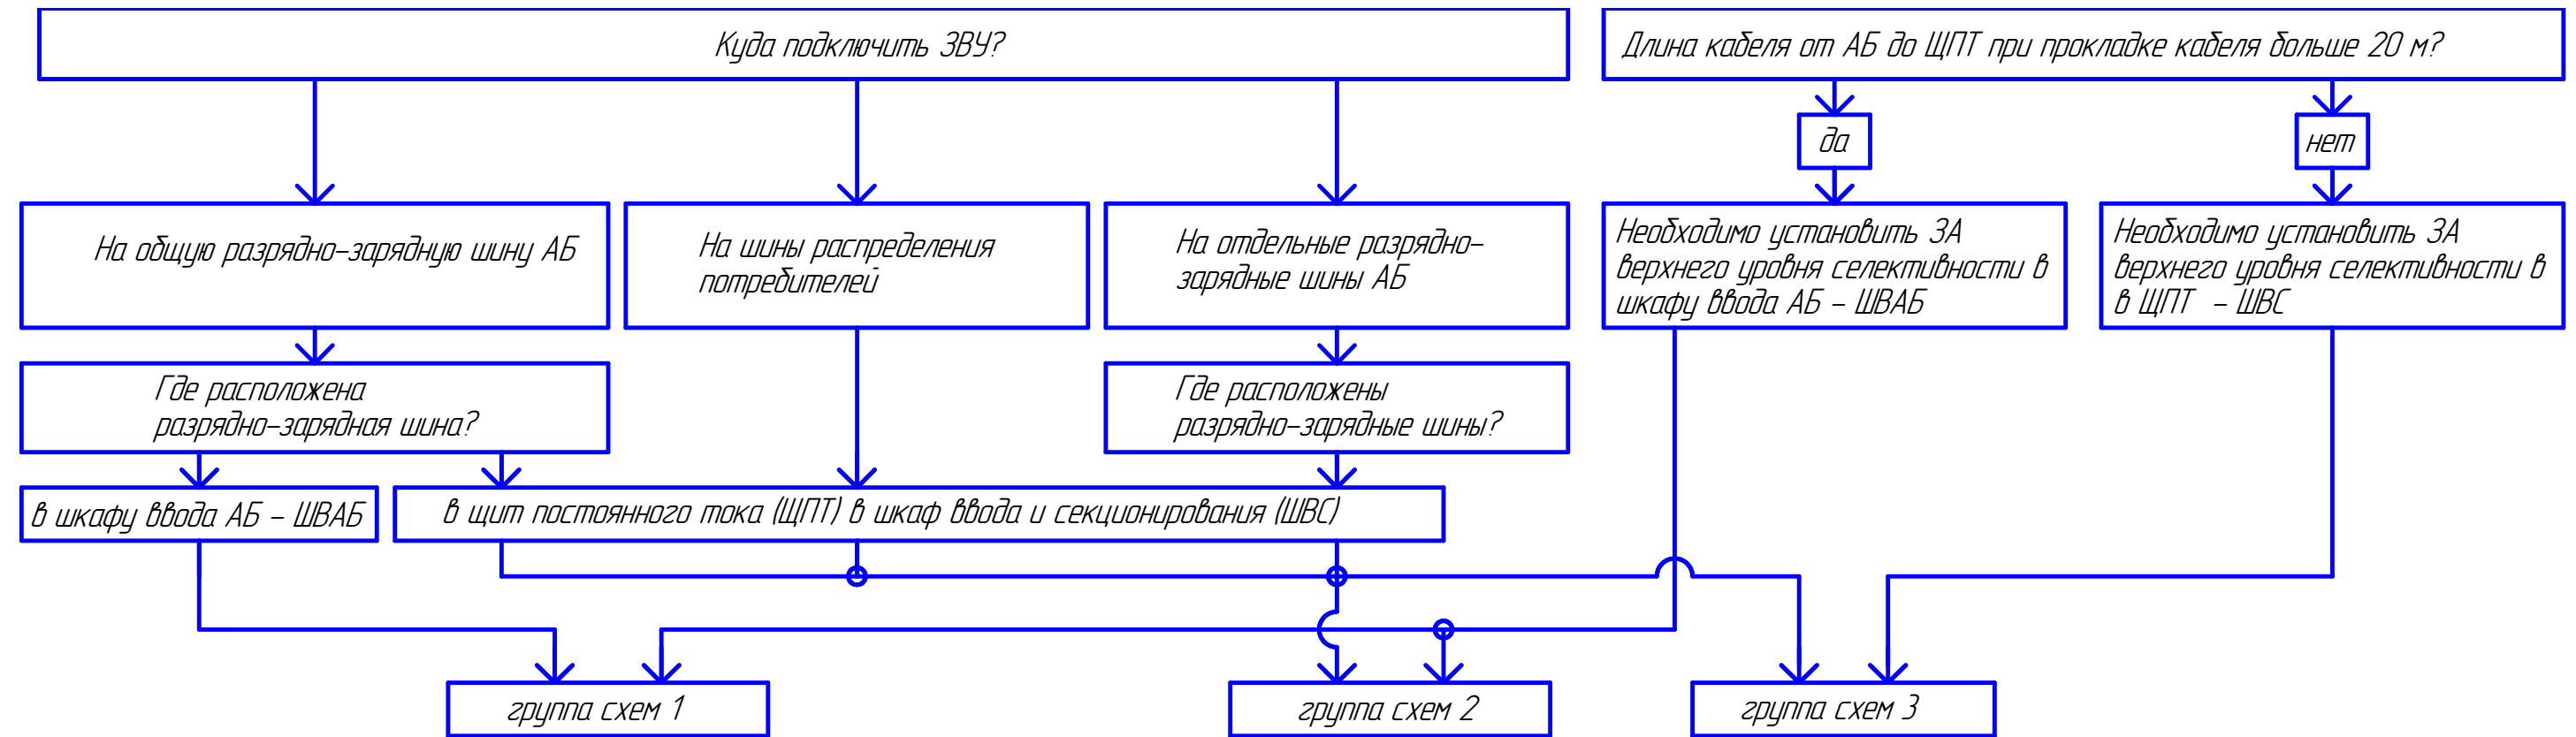 Куда подключить ЗВУ?
Длина кабеля от АБ до ЩПТ при прокладке кабеля больше 20 м?
да
нет
На общую разрядно-зарядную шину АБ
На шины распределения
потребителей
На отдельные разрядно-
зарядные шины АБ
Необходимо установить ЗА
верхнего уровня селективности в
шкафу ввода АБ - ШВАБ
Необходимо установить ЗА
верхнего уровня селективности в
в ЩПТ - ШВС
Где расположена
разрядно-зарядная шина?
Где расположены
разрядно-зарядные шины?
в шкафу ввода АБ - ШВАБ
в щит постоянного тока (ЩПТ) в шкаф ввода и секционирования (ШВС)
группа схем 1
группа схем 2
группа схем 3